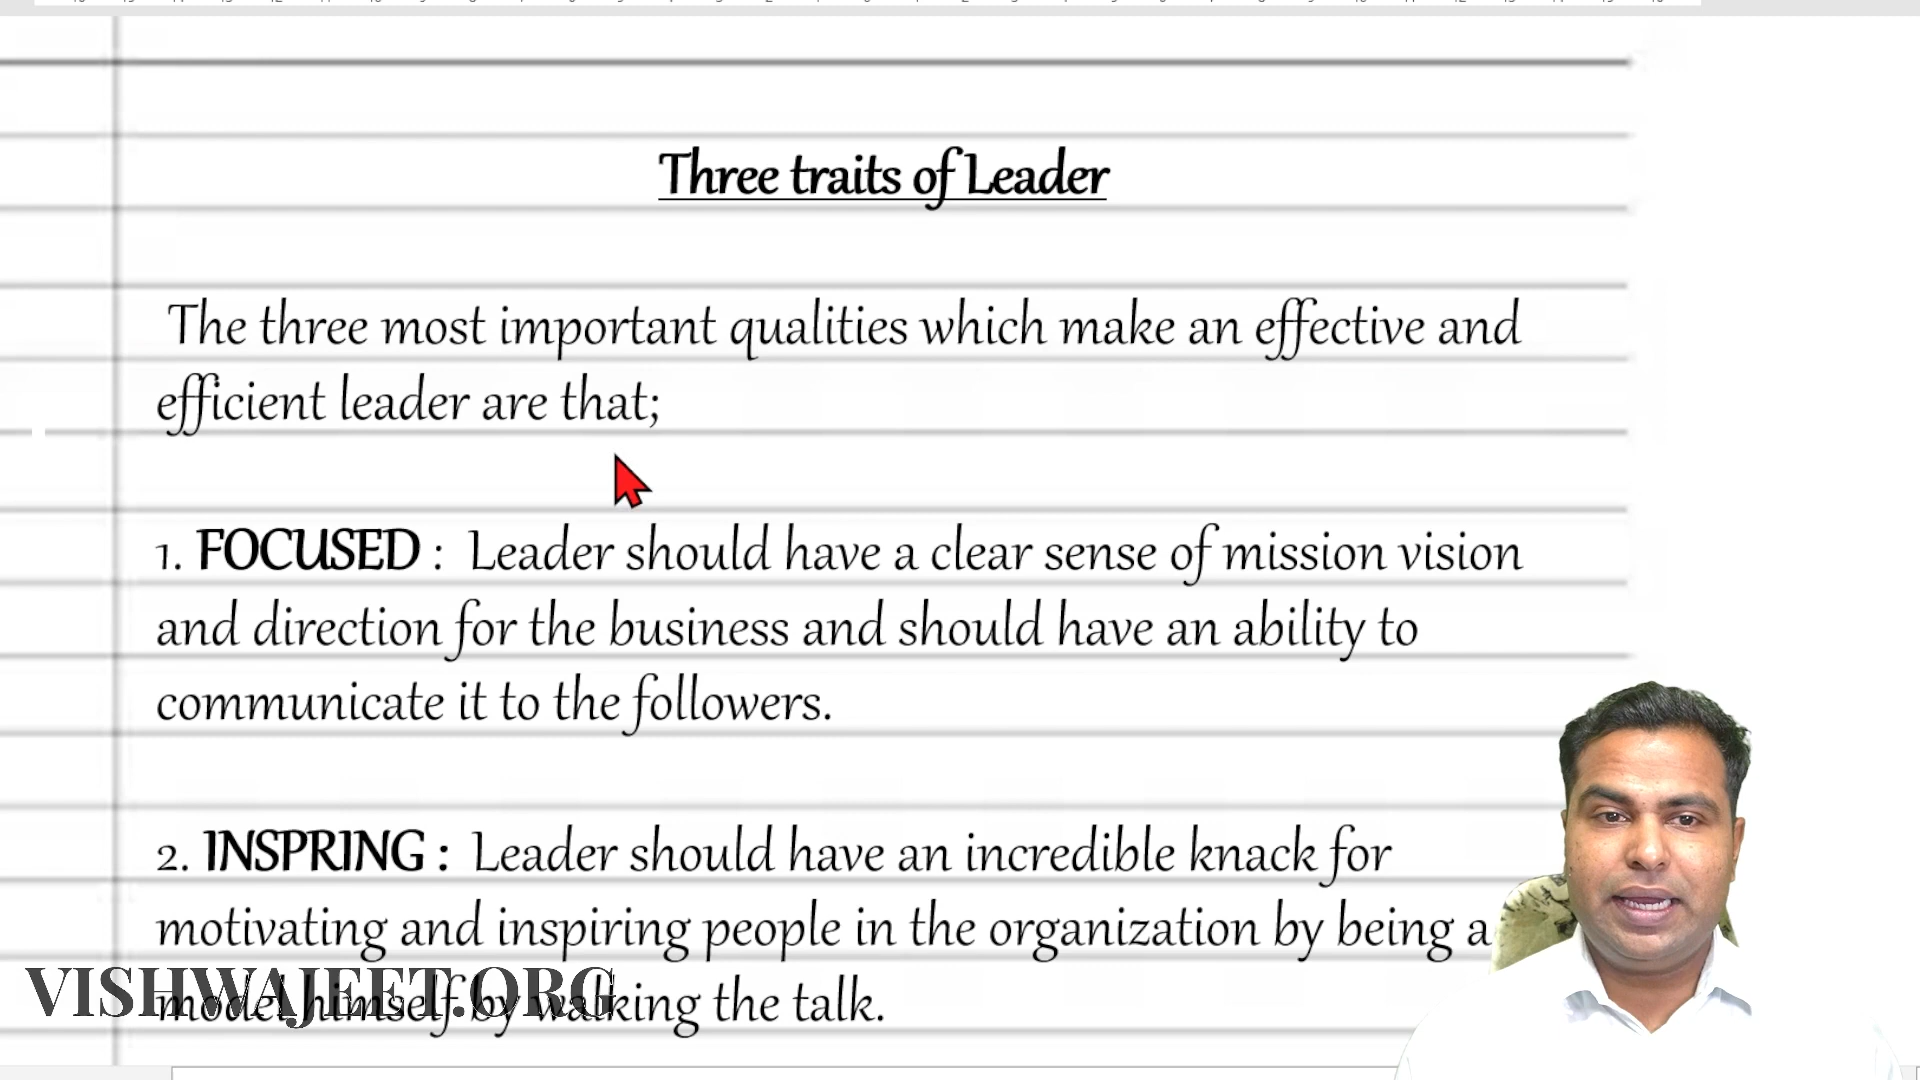 Three traits of Leader
The three most important qualities which make an effective and
efficient leader are that;
1. FOCUSED : Leader should have a clear sense of mission vision
and direction for the business and should have an ability to
communicate it to the followers.
2. INSPRING : Leader should have an incredible knack for
motivating and inspiring people in the organization by being a
model himself by walking the talk.
VISHWAJEET.ORG